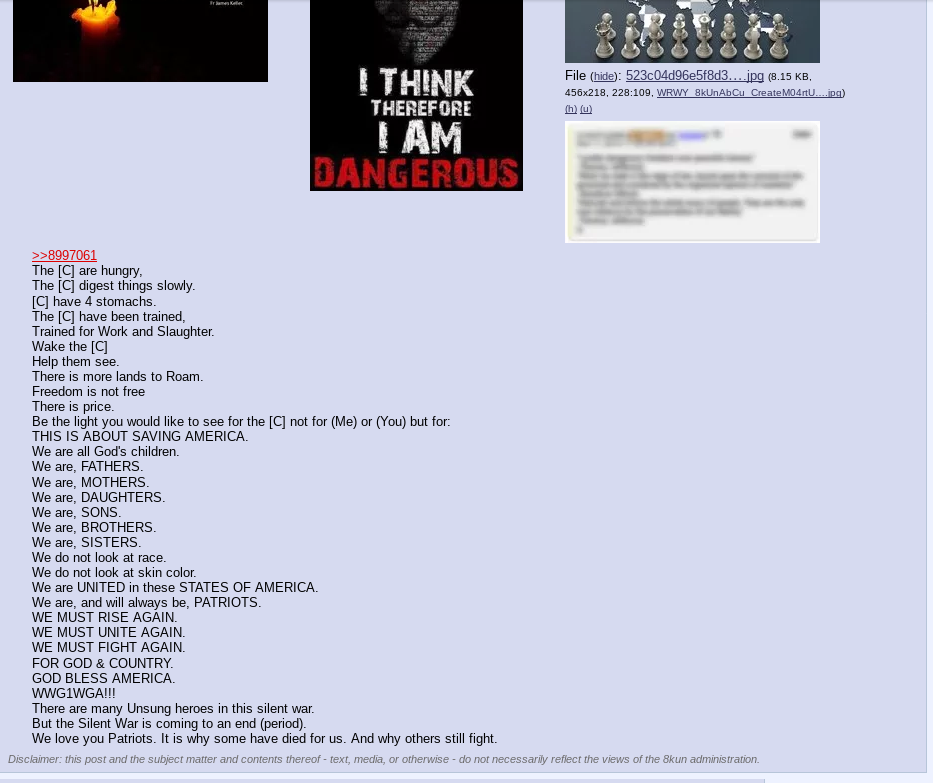 Fr James Keller
I THINK
THEREFORE
I AM
DANGEROUS
File (hide): 523c04d96e5f8d3….jpg (8.15 KB,
456x218, 228:109, WRWY_8kUnAbCu_CreateM04rtU….jpg)
(h) (u)
>>8997061
The [C] are hungry,
The [C] digest things slowly.
[C] have 4 stomachs.
The [C] have been trained,
Trained for Work and Slaughter.
Wake the [C]
Help them see.
There is more lands to Roam.
Freedom is not free
There is price.
Be the light you would like to see for the [C] not for (Me) or (You) but for:
THIS IS ABOUT SAVING AMERICA.
We are all God's children.
We are, FATHERS.
We are, MOTHERS.
We are, DAUGHTERS.
We are, SONS.
We are, BROTHERS.
We are, SISTERS.
We do not look at race.
We do not look at skin color.
We are UNITED in these STATES OF AMERICA.
We are, and will always be, PATRIOTS.
WE MUST RISE AGAIN.
WE MUST UNITE AGAIN.
WE MUST FIGHT AGAIN.
FOR GOD & COUNTRY.
GOD BLESS AMERICA.
WWG1WGA!!!
There are many Unsung heroes in this silent war.
But the Silent War is coming to an end (period).
We love you Patriots. It is why some have died for us. And why others still fight.
Disclaimer: this post and the subject matter and contents thereof - text, media, or otherwise - do not necessarily reflect the views of the 8kun administration.